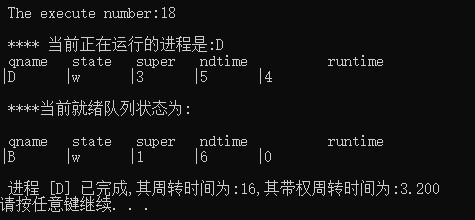 The execute number:18
**** 当前正在运行的进程是:D
qname state super ndtime runtime
|D |w |3 |5 |4
****当前就绪队列状态为:
qname state super ndtime runtime
|B |w |1 |6 |0
进程 [D] 已完成,其周转时间为:16,其带权周转时间为:3.200
请按任意键继续. . .